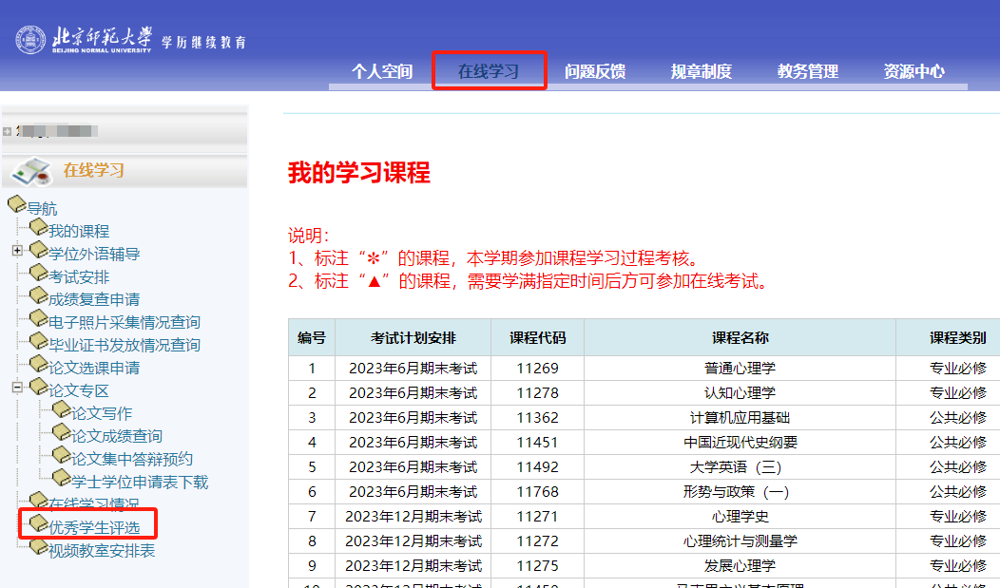 北京师范大学 学历继续教育
BEIJING NORMAL UNIVERSITY
个人空间 在线学习 问题反馈 规章制度 教务管理 资源中心
在线学习
导航
我的课程
学位外语辅导
考试安排
成绩复查申请
电子照片采集情况查询
毕业证书发放情况查询
论文选课申请
论文专区
论文写作
论文成绩查询
论文集中答辩预约
学士学位申请表下载
在线学习情况
优秀学生评选
视频教室安排表
我的学习课程
说明：
1、标注“✻”的课程，本学期参加课程学习过程考核。
2、标注“▲”的课程，需要学满指定时间后方可参加在线考试。
编号 考试计划安排 课程代码 课程名称 课程类别
1 2023年6月期末考试 11269 普通心理学 专业必修
2 2023年6月期末考试 11278 认知心理学 专业必修
3 2023年6月期末考试 11362 计算机应用基础 公共必修
4 2023年6月期末考试 11451 中国近现代史纲要 公共必修
5 2023年6月期末考试 11492 大学英语（三） 公共必修
6 2023年6月期末考试 11768 形势与政策（一） 公共必修
7 2023年12月期末考试 11271 心理学史 专业必修
8 2023年12月期末考试 11272 心理统计与测量学 专业必修
9 2023年12月期末考试 11275 发展心理学 专业必修